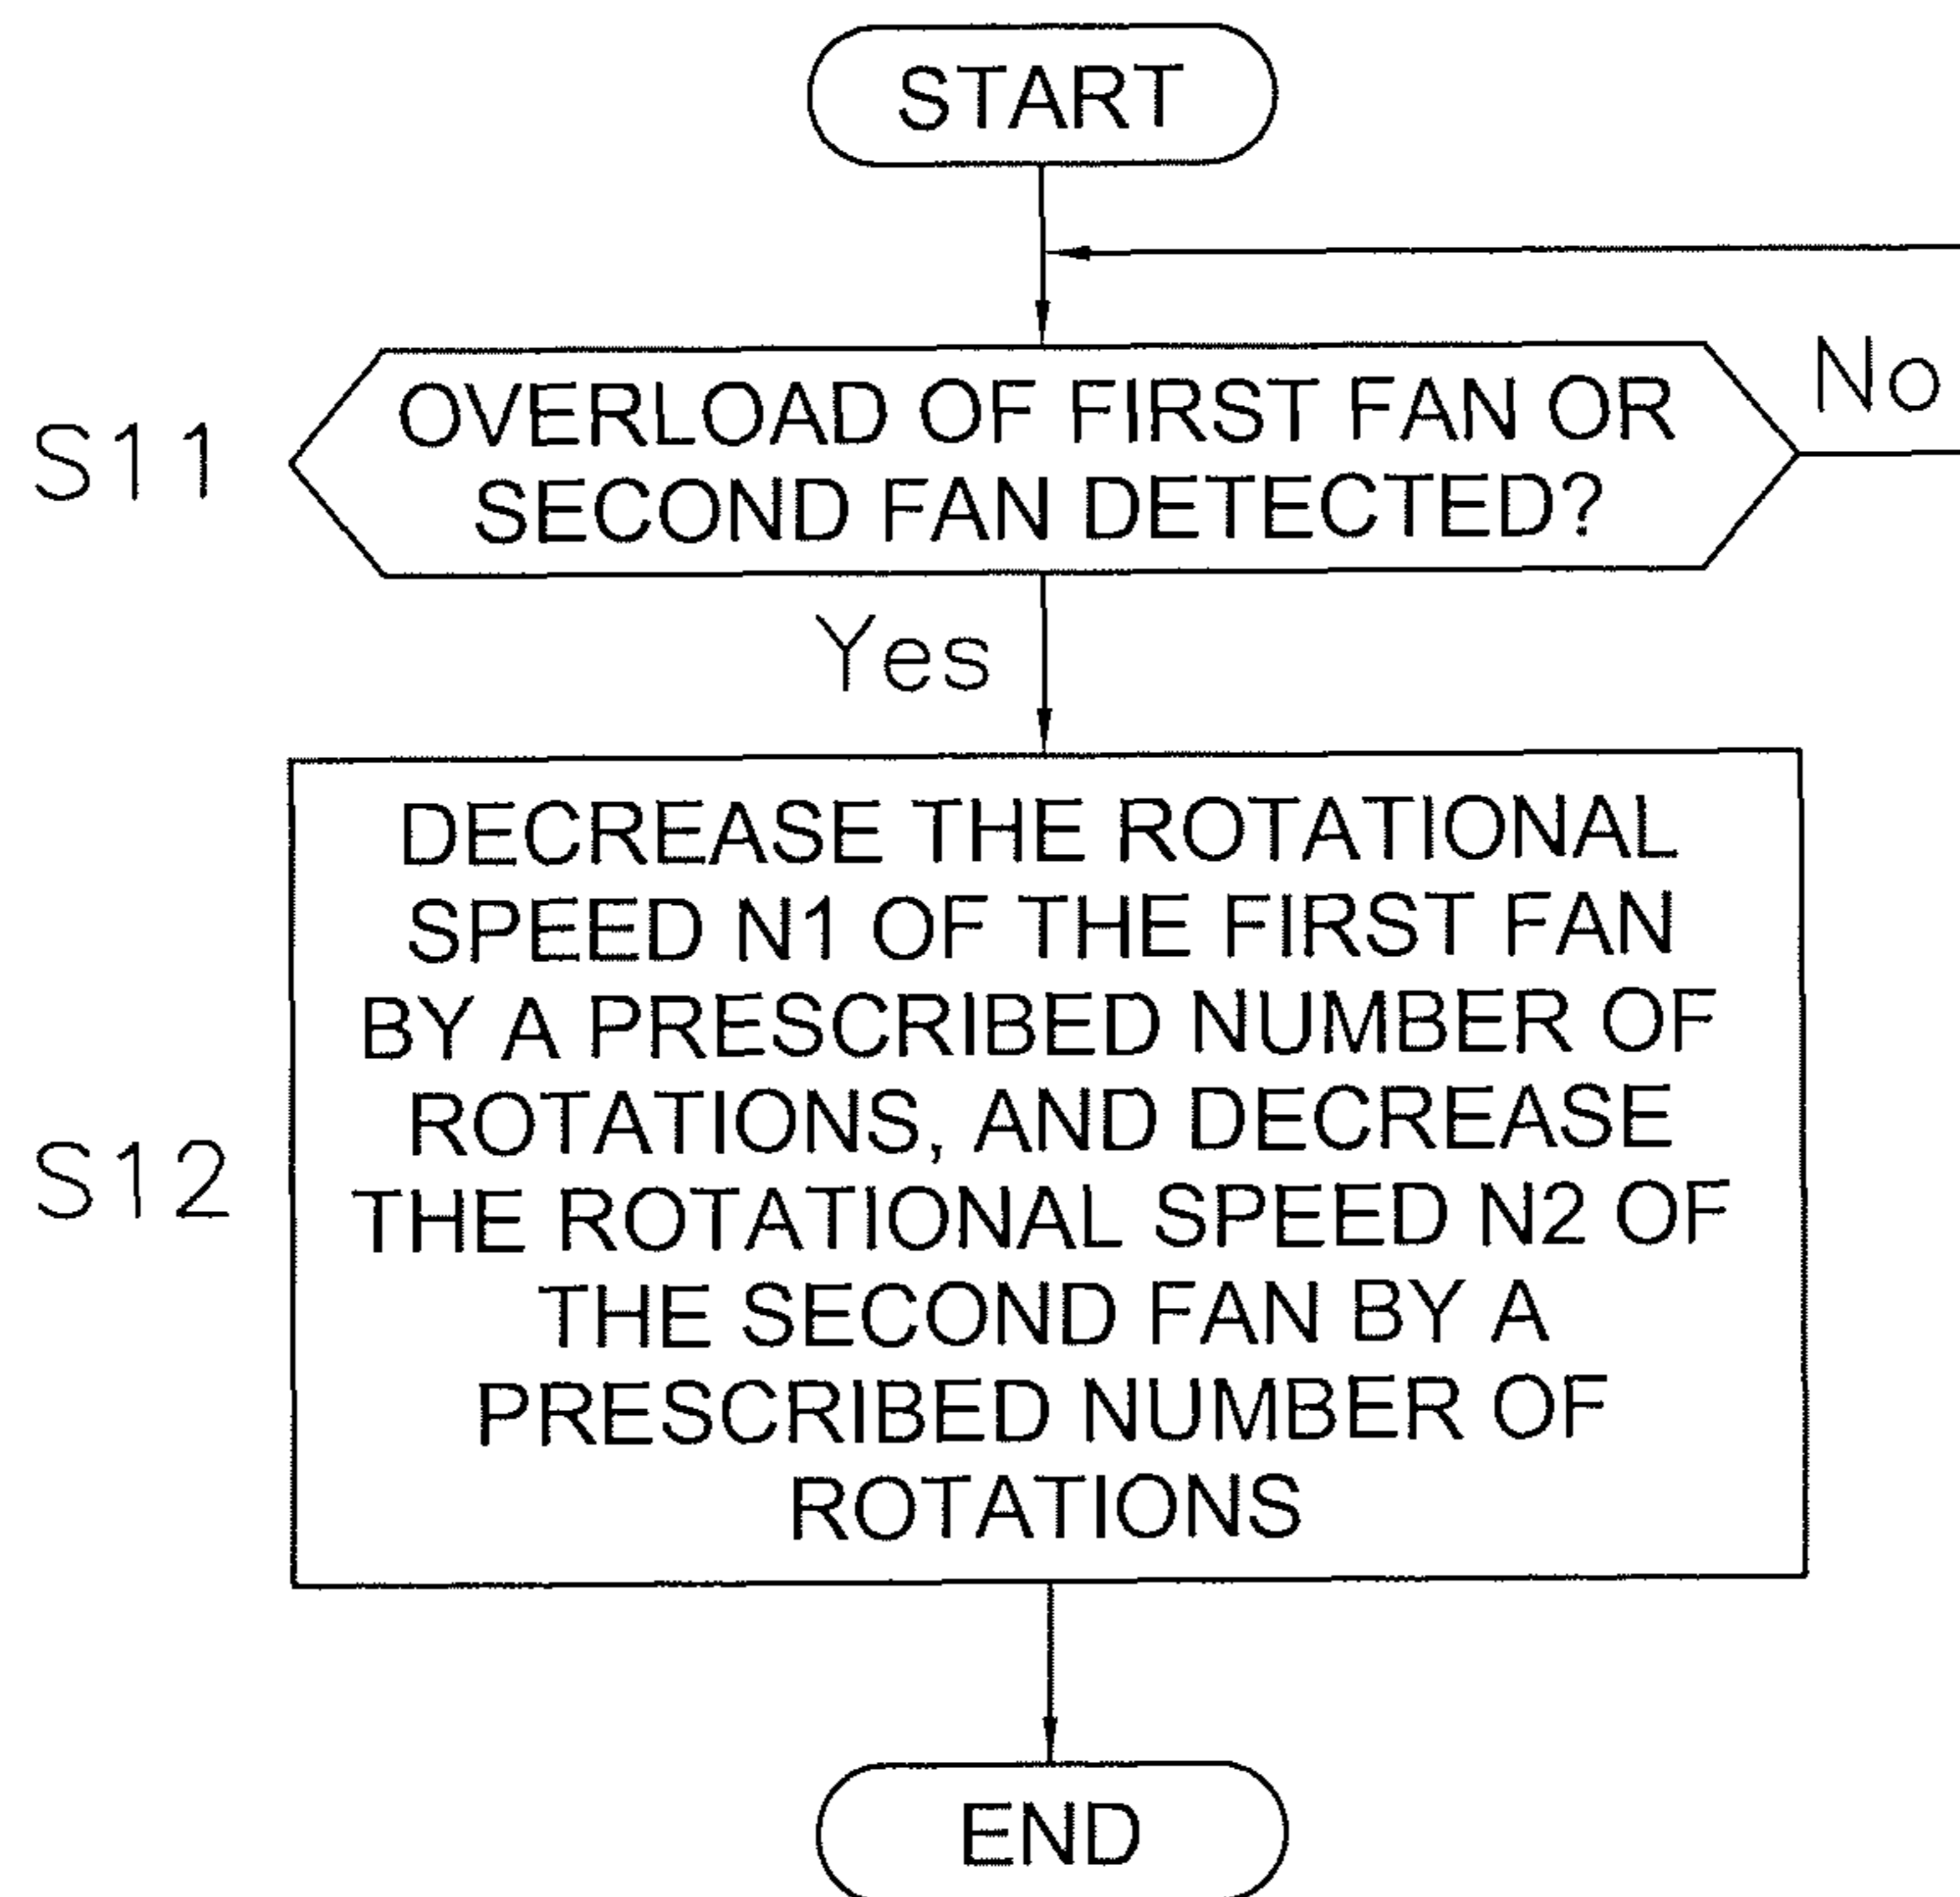 START
S11
OVERLOAD OF FIRST FAN OR
SECOND FAN DETECTED?
No
Yes
S12
DECREASE THE ROTATIONAL
SPEED N1 OF THE FIRST FAN
BY A PRESCRIBED NUMBER OF
ROTATIONS, AND DECREASE
THE ROTATIONAL SPEED N2 OF
THE SECOND FAN BY A
PRESCRIBED NUMBER OF
ROTATIONS
END